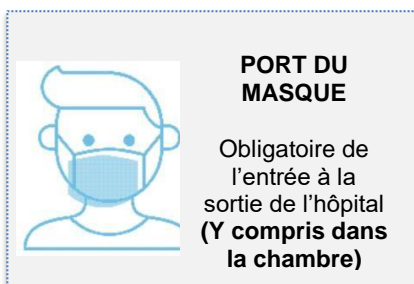 PORT DU
MASQUE
Obligatoire de
l’entrée à la
sortie de l’hôpital
(Y compris dans
la chambre)